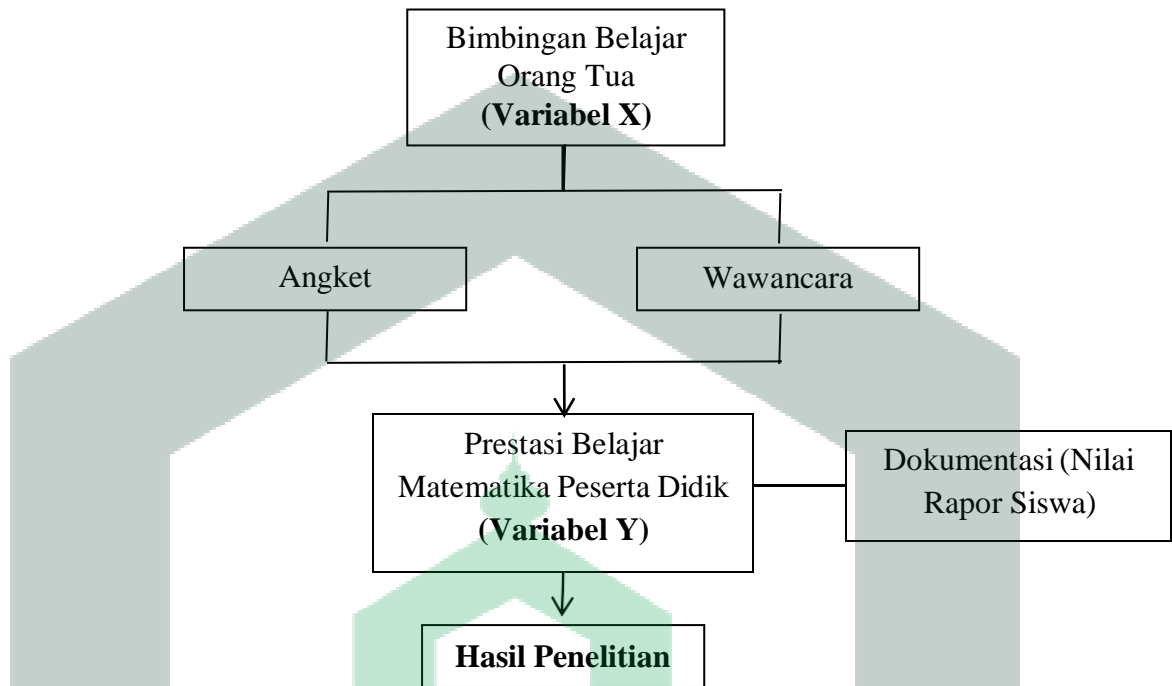 Bimbingan Belajar
Orang Tua
(Variabel X)
Angket
Wawancara
Prestasi Belajar
Matematika Peserta Didik
(Variabel Y)
Dokumentasi (Nilai
Rapor Siswa)
Hasil Penelitian